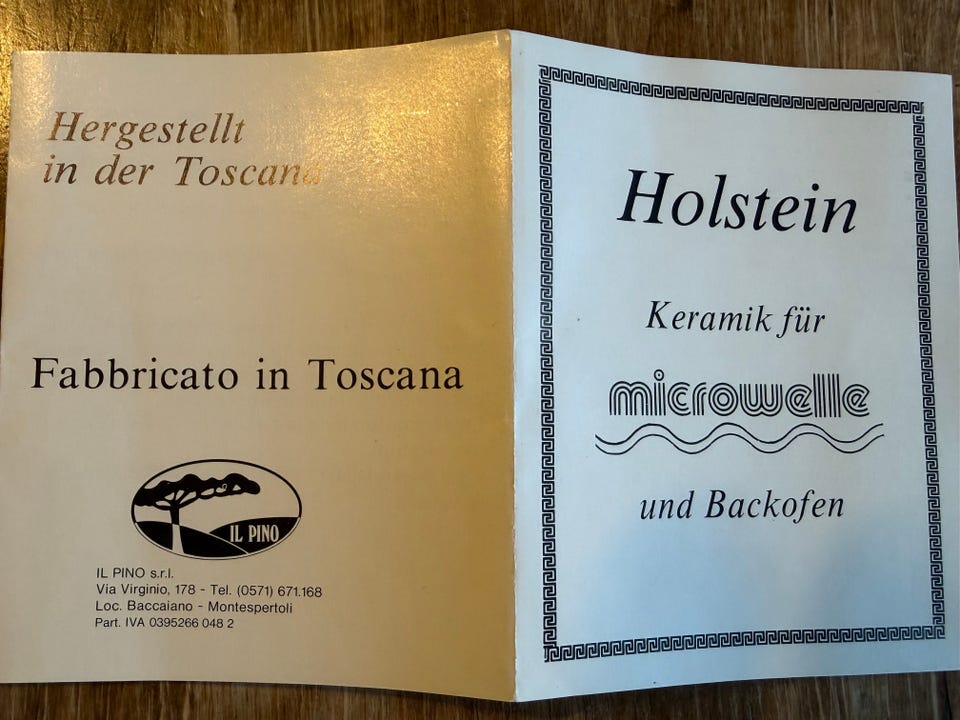 Hergestellt
in der Toscana
Fabbricato in Toscana
IL PINO
IL PINO s.r.l.
Via Virginio, 178 - Tel. (0571) 671.168
Loc. Baccaiano - Montespertoli
Part. IVA 0395266 048 2
Holstein
Keramik für
microwelle
und Backofen